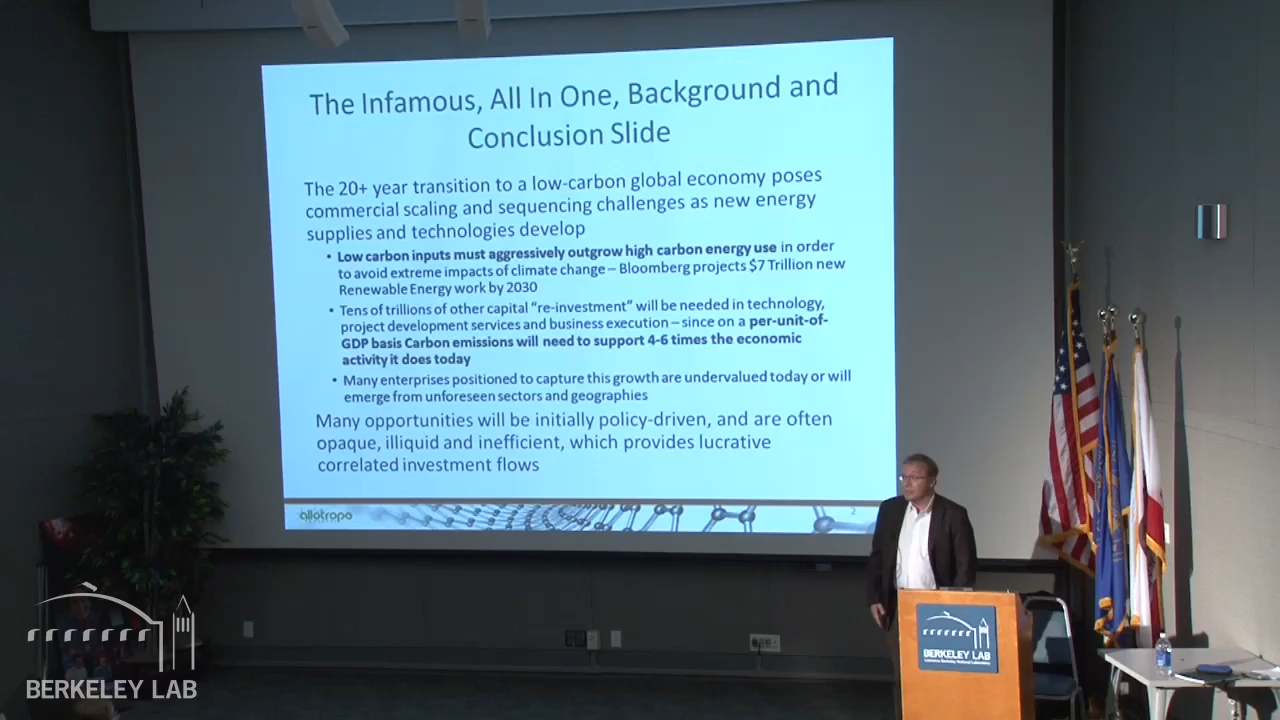 The Infamous, All In One, Background and
Conclusion Slide
The 20+ year transition to a low-carbon global economy poses
commercial scaling and sequencing challenges as new energy
supplies and technologies develop
• Low carbon inputs must aggressively outgrow high carbon energy use in order
to avoid extreme impacts of climate change – Bloomberg projects $7 Trillion new
Renewable Energy work by 2030
• Tens of trillions of other capital “re-investment” will be needed in technology,
project development services and business execution – since on a per-unit-of-
GDP basis Carbon emissions will need to support 4-6 times the economic
activity it does today
• Many enterprises positioned to capture this growth are undervalued today or will
emerge from unforeseen sectors and geographies
Many opportunities will be initially policy-driven, and are often
opaque, illiquid and inefficient, which provides lucrative
correlated investment flows
allotrope
2
BERKELEY LAB
Lawrence Berkeley National Laboratory
BERKELEY LAB